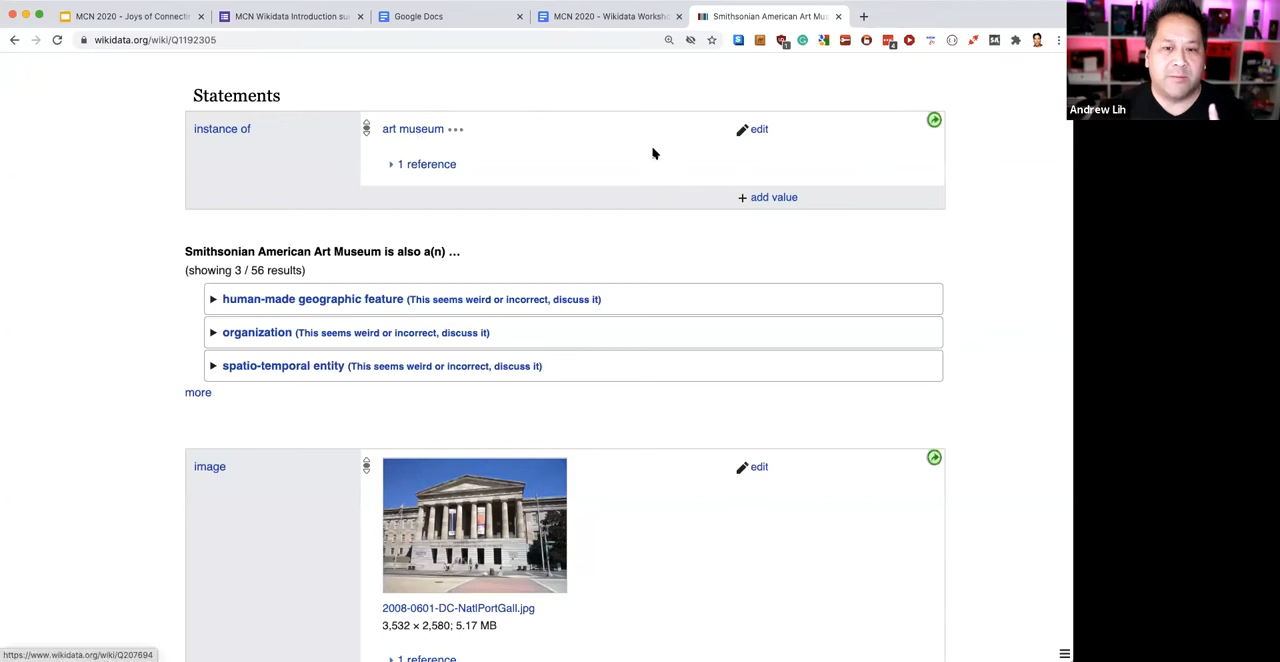 MCN 2020 - Joys of Connecti
MCN Wikidata Introduction su
Google Docs
MCN 2020 - Wikidata Worksho
Smithsonian American Art Mus
wikidata.org/wiki/Q1192305
Andrew Lih
Statements
instance of
art museum
edit
1 reference
+ add value
Smithsonian American Art Museum is also a(n) ...
(showing 3 / 56 results)
human-made geographic feature (This seems weird or incorrect, discuss it)
organization (This seems weird or incorrect, discuss it)
spatio-temporal entity (This seems weird or incorrect, discuss it)
more
image
edit
2008-0601-DC-NatlPortGall.jpg
3,532 × 2,580; 5.17 MB
1 reference
https://www.wikidata.org/wiki/Q207694